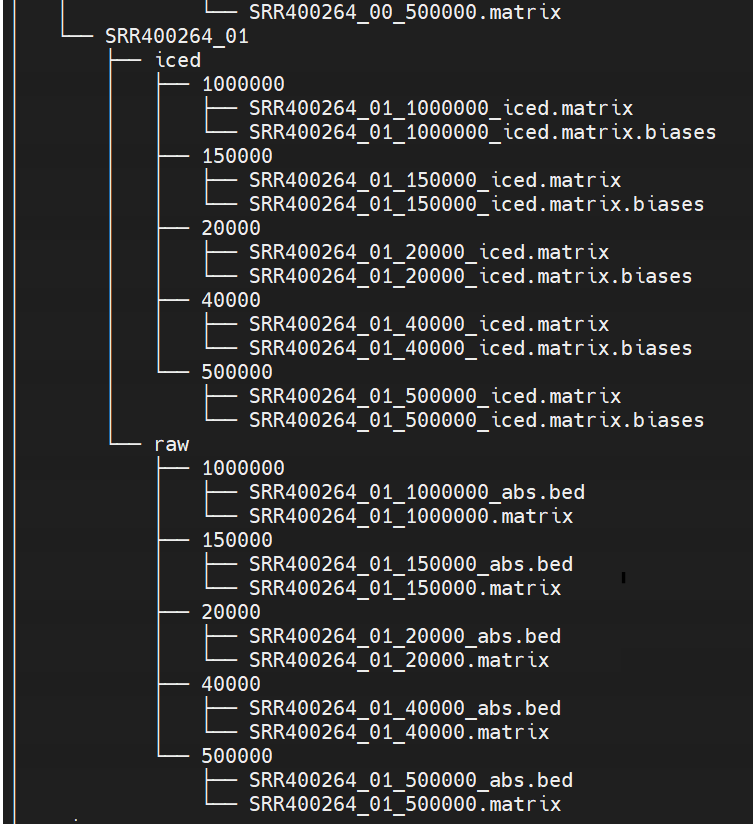 SRR400264_00_500000.matrix
SRR400264_01
iced
1000000
SRR400264_01_1000000_iced.matrix
SRR400264_01_1000000_iced.matrix.biases
150000
SRR400264_01_150000_iced.matrix
SRR400264_01_150000_iced.matrix.biases
20000
SRR400264_01_20000_iced.matrix
SRR400264_01_20000_iced.matrix.biases
40000
SRR400264_01_40000_iced.matrix
SRR400264_01_40000_iced.matrix.biases
500000
SRR400264_01_500000_iced.matrix
SRR400264_01_500000_iced.matrix.biases
raw
1000000
SRR400264_01_1000000_abs.bed
SRR400264_01_1000000.matrix
150000
SRR400264_01_150000_abs.bed
SRR400264_01_150000.matrix
20000
SRR400264_01_20000_abs.bed
SRR400264_01_20000.matrix
40000
SRR400264_01_40000_abs.bed
SRR400264_01_40000.matrix
500000
SRR400264_01_500000_abs.bed
SRR400264_01_500000.matrix